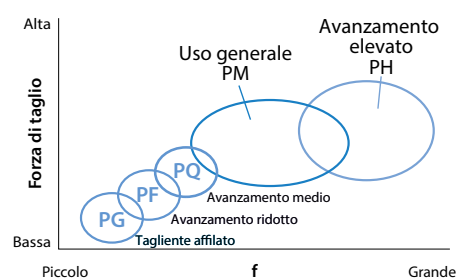 Alta
Avanzamento
elevato
PH
Uso generale
PM
Forza di taglio
PQ
Avanzamento medio
PF
Avanzamento ridotto
PG
Tagliente affilato
Bassa
Piccolo
f
Grande